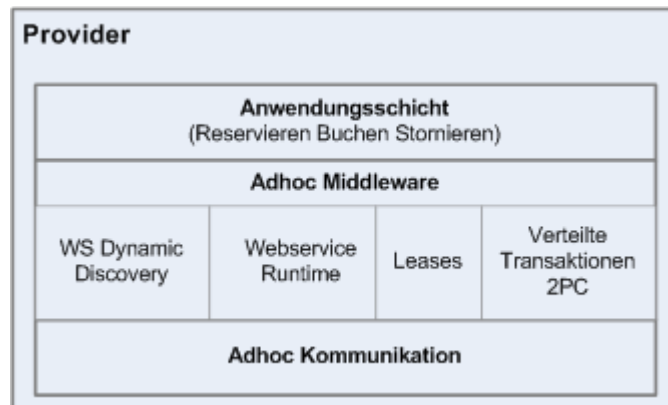 Provider
Anwendungsschicht
(Reservieren Buchen Stornieren)
Adhoc Middleware
WS Dynamic
Discovery
Webservice
Runtime
Leases
Verteilte
Transaktionen
2PC
Adhoc Kommunikation